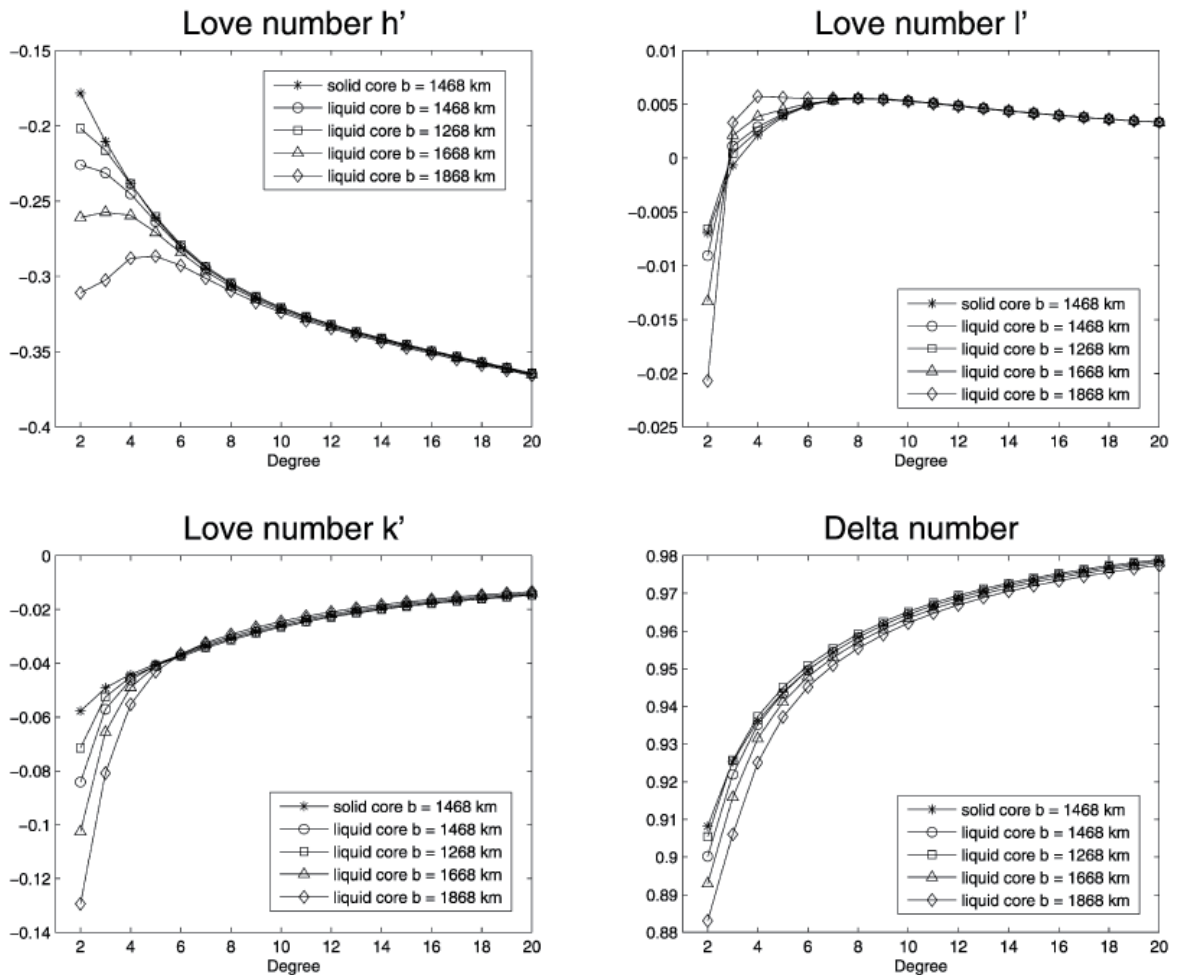 Love number h’
−0.15
−0.2
−0.25
−0.3
−0.35
−0.4
solid core b = 1468 km
liquid core b = 1468 km
liquid core b = 1268 km
liquid core b = 1668 km
liquid core b = 1868 km
2 4 6 8 10 12 14 16 18 20
Degree
Love number l’
0.01
0.005
0
−0.005
−0.01
−0.015
−0.02
−0.025
solid core b = 1468 km
liquid core b = 1468 km
liquid core b = 1268 km
liquid core b = 1668 km
liquid core b = 1868 km
2 4 6 8 10 12 14 16 18 20
Degree
Love number k’
0
−0.02
−0.04
−0.06
−0.08
−0.1
−0.12
−0.14
solid core b = 1468 km
liquid core b = 1468 km
liquid core b = 1268 km
liquid core b = 1668 km
liquid core b = 1868 km
2 4 6 8 10 12 14 16 18 20
Degree
Delta number
0.98
0.97
0.96
0.95
0.94
0.93
0.92
0.91
0.9
0.89
0.88
solid core b = 1468 km
liquid core b = 1468 km
liquid core b = 1268 km
liquid core b = 1668 km
liquid core b = 1868 km
2 4 6 8 10 12 14 16 18 20
Degree